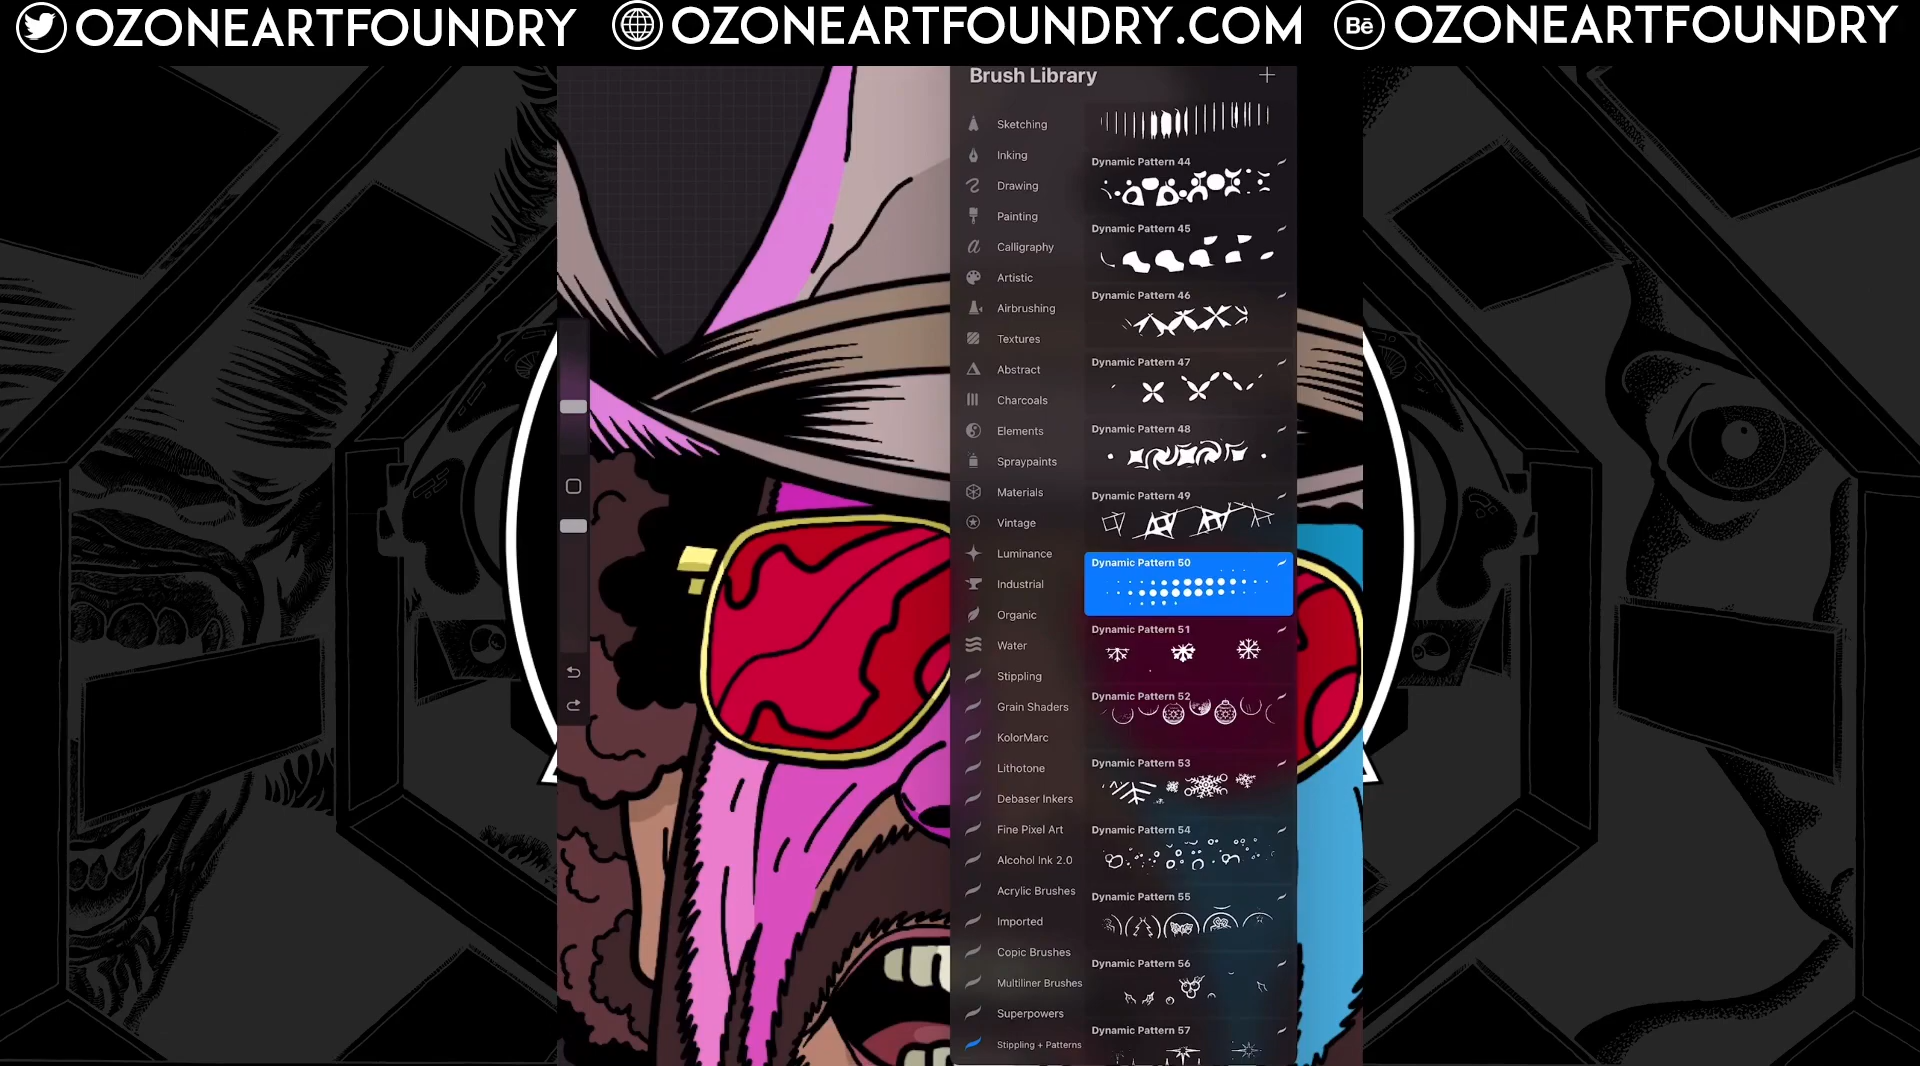 OZONEARTFOUNDRY
OZONEARTFOUNDRY.COM
Bē OZONEARTFOUNDRY
Brush Library
Sketching
Inking
Drawing
Painting
Calligraphy
Artistic
Airbrushing
Textures
Abstract
Charcoals
Elements
Spraypaints
Materials
Vintage
Luminance
Industrial
Organic
Water
Stippling
Grain Shaders
KolorMarc
Lithotone
Debaser Inkers
Fine Pixel Art
Alcohol Ink 2.0
Acrylic Brushes
Imported
Copic Brushes
Multiliner Brushes
Superpowers
Stippling + Patterns
Dynamic Pattern 44
Dynamic Pattern 45
Dynamic Pattern 46
Dynamic Pattern 47
Dynamic Pattern 48
Dynamic Pattern 49
Dynamic Pattern 50
Dynamic Pattern 51
Dynamic Pattern 52
Dynamic Pattern 53
Dynamic Pattern 54
Dynamic Pattern 55
Dynamic Pattern 56
Dynamic Pattern 57